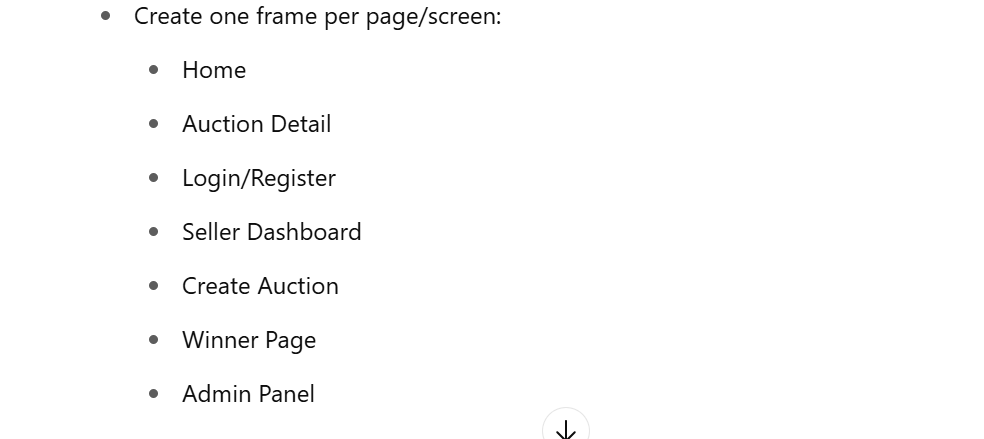 Create one frame per page/screen:
Home
Auction Detail
Login/Register
Seller Dashboard
Create Auction
Winner Page
Admin Panel